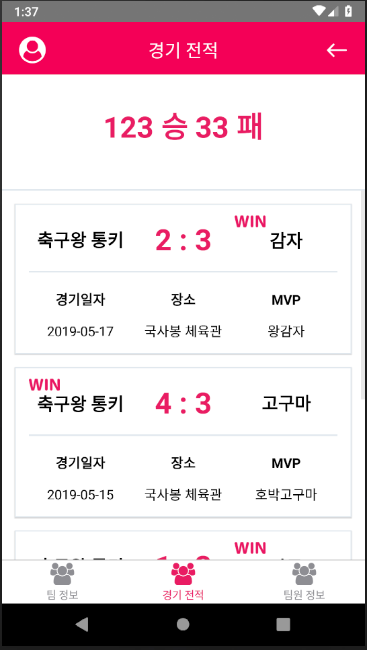 1:37
경기 전적
123 승 33 패
WIN
축구왕 통키 2 : 3 감자
경기일자 장소 MVP
2019-05-17 국사봉 체육관 왕감자
WIN
축구왕 통키 4 : 3 고구마
경기일자 장소 MVP
2019-05-15 국사봉 체육관 호박고구마
WIN
팀 정보 경기 전적 팀원 정보